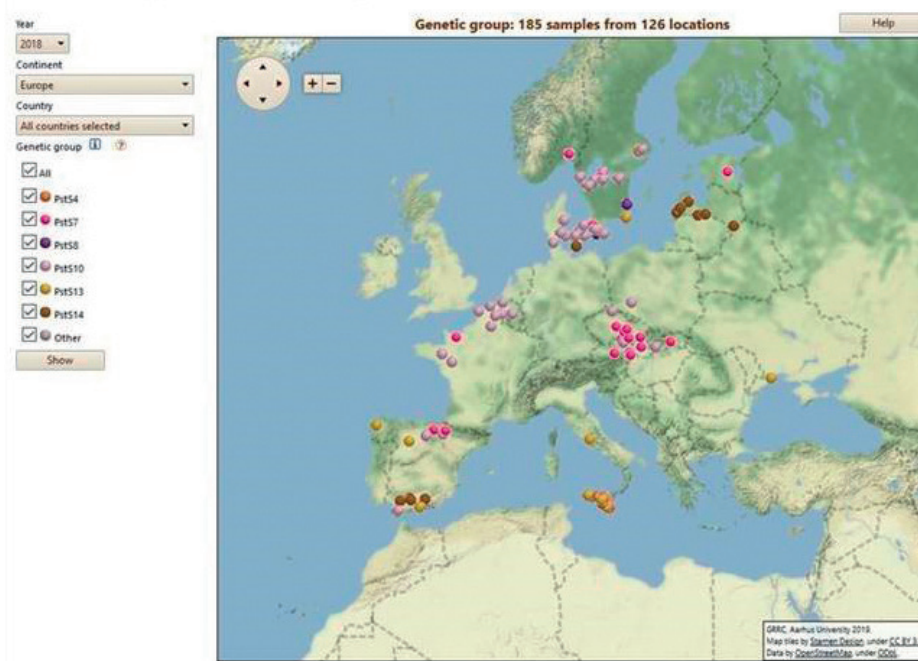 Year
2018
Continent
Europe
Country
All countries selected
Genetic group i ?
All
PstS4
PstS7
PstS8
PstS10
PstS13
PstS14
Other
Show
Genetic group: 185 samples from 126 locations
Help
+ −
GRRC, Aarhus University 2019.
Map tiles by Stamen Design, under CC BY 3.
Data by OpenStreetMap, under ODbL.